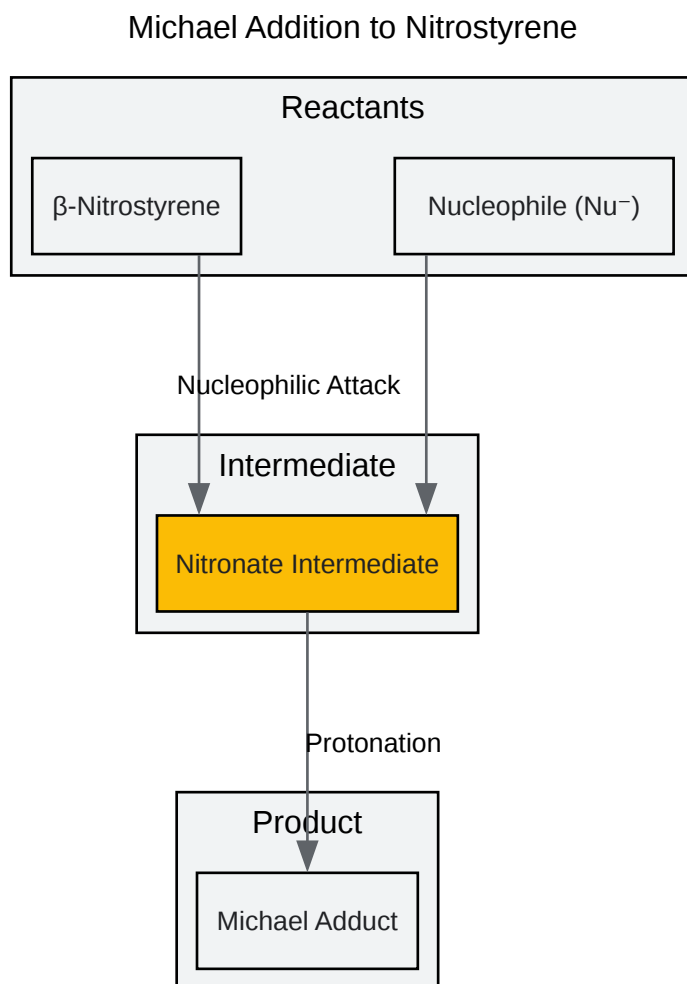 Michael Addition to Nitrostyrene
Reactants
β-Nitrostyrene
Nucleophile (Nu⁻)
Nucleophilic Attack
Intermediate
Nitronate Intermediate
Protonation
Product
Michael Adduct